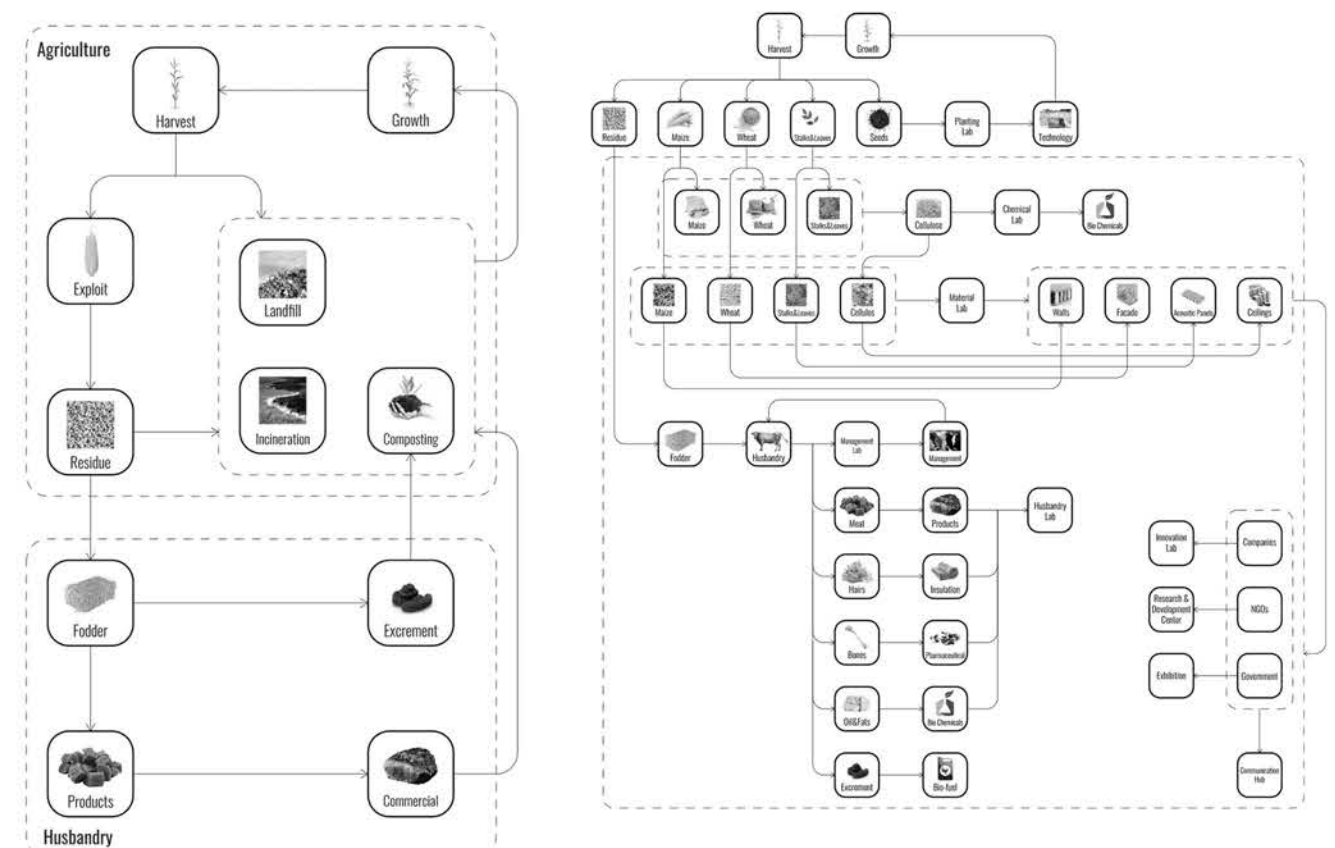 Agriculture
Harvest
Growth
Exploit
Landfill
Residue
Incineration
Composting
Fodder
Excrement
Products
Commercial
Husbandry
Harvest
Growth
Residue
Maize
Wheat
Stalks&Leaves
Seeds
Planting
Lab
Technology
Maize
Wheat
Stalks&Leaves
Cellulose
Chemical
Lab
Bio Chemicals
Maize
Wheat
Stalks&Leaves
Cellulos
Material
Lab
Walls
Facade
Acoustic Panels
Ceilings
Fodder
Husbandry
Management
Lab
Management
Meat
Products
Husbandry
Lab
Hairs
Insulation
Innovation
Lab
Companies
Bones
Pharmaceutical
Research &
Development
Center
NGOs
Oil&Fats
Bio Chemicals
Exhibition
Government
Excrement
Bio-fuel
Communication
Hub